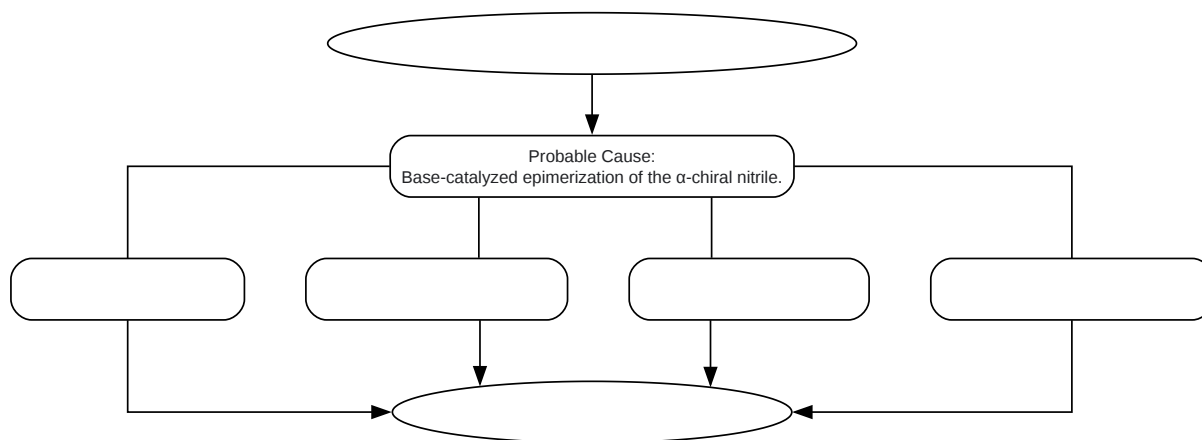 Probable Cause:
Base-catalyzed epimerization of the α-chiral nitrile.